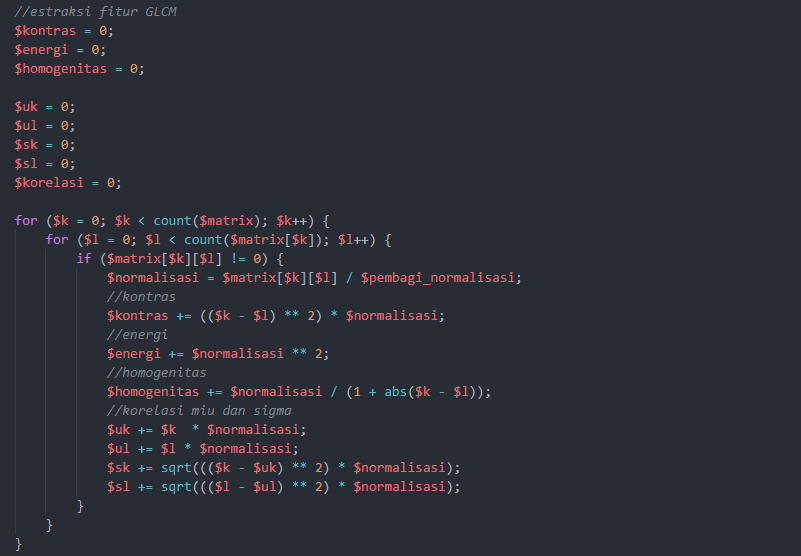 //estraksi fitur GLCM
$kontras = 0;
$energi = 0;
$homogenitas = 0;

$uk = 0;
$ul = 0;
$sk = 0;
$sl = 0;
$korelasi = 0;

for ($k = 0; $k < count($matrix); $k++) {
    for ($l = 0; $l < count($matrix[$k]); $l++) {
        if ($matrix[$k][$l] != 0) {
            $normalisasi = $matrix[$k][$l] / $pembagi_normalisasi;
            //kontras
            $kontras += (($k - $l) ** 2) * $normalisasi;
            //energi
            $energi += $normalisasi ** 2;
            //homogenitas
            $homogenitas += $normalisasi / (1 + abs($k - $l));
            //korelasi miu dan sigma
            $uk += $k  * $normalisasi;
            $ul += $l * $normalisasi;
            $sk += sqrt((($k - $uk) ** 2) * $normalisasi);
            $sl += sqrt((($l - $ul) ** 2) * $normalisasi);
        }
    }
}